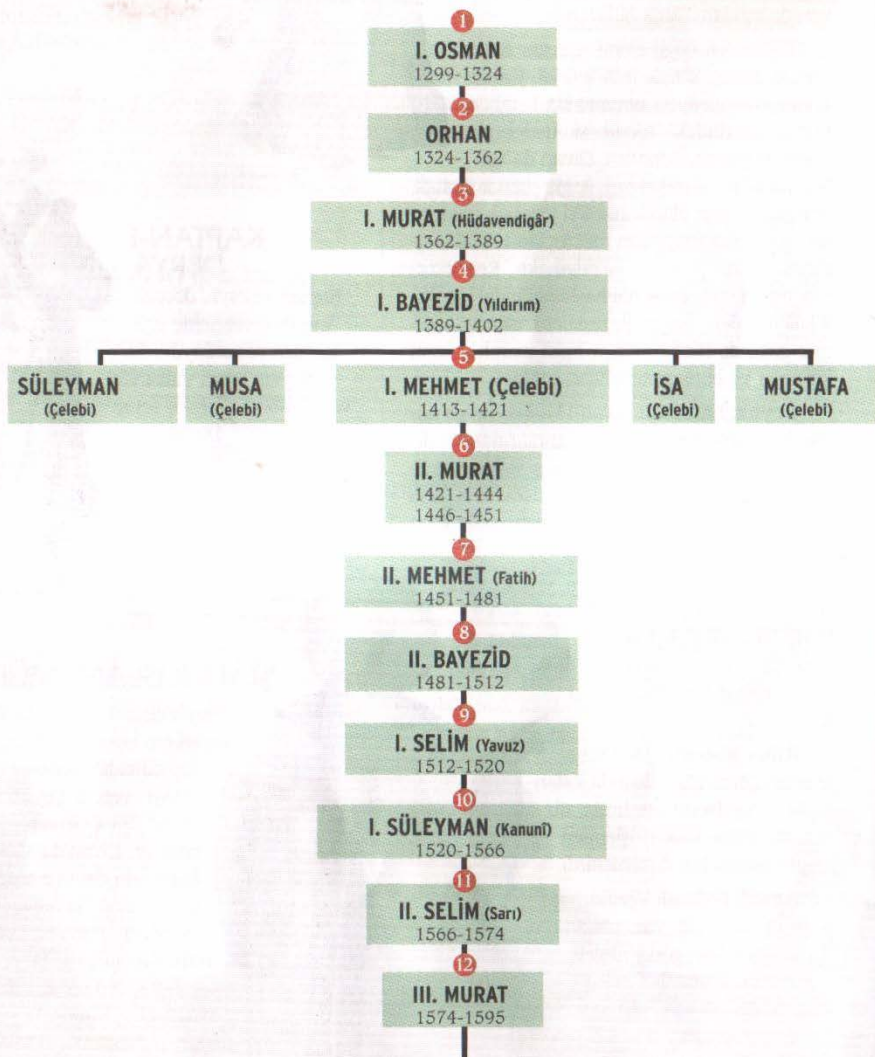 1
I. OSMAN
1299-1324
2
ORHAN
1324-1362
3
I. MURAT (Hüdavendigâr)
1362-1389
4
I. BAYEZİD (Yıldırım)
1389-1402
5
SÜLEYMAN
(Çelebi)
MUSA
(Çelebi)
I. MEHMET (Çelebi)
1413-1421
İSA
(Çelebi)
MUSTAFA
(Çelebi)
6
II. MURAT
1421-1444
1446-1451
7
II. MEHMET (Fatih)
1451-1481
8
II. BAYEZID
1481-1512
9
I. SELİM (Yavuz)
1512-1520
10
I. SÜLEYMAN (Kanunî)
1520-1566
11
II. SELİM (Sarı)
1566-1574
12
III. MURAT
1574-1595